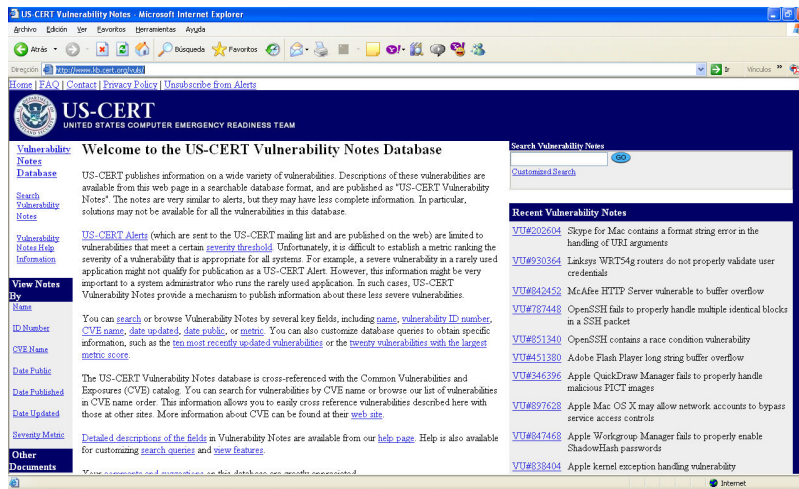 US-CERT Vulnerability Notes - Microsoft Internet Explorer
Archivo Edición Ver Favoritos Herramientas Ayuda
Atrás Búsqueda Favoritos
Dirección http://www.kb.cert.org/vuls/ Ir Vínculos »
Home | FAQ | Contact | Privacy Policy | Unsubscribe from Alerts
US-CERT
UNITED STATES COMPUTER EMERGENCY READINESS TEAM
Vulnerability
Notes
Database
Search
Vulnerability
Notes
Vulnerability
Notes Help
Information
View Notes
By
Name
ID Number
CVE Name
Date Public
Date Published
Date Updated
Severity Metric
Other
Documents
Welcome to the US-CERT Vulnerability Notes Database
US-CERT publishes information on a wide variety of vulnerabilities. Descriptions of these vulnerabilities are
available from this web page in a searchable database format, and are published as "US-CERT Vulnerability
Notes". The notes are very similar to alerts, but they may have less complete information. In particular,
solutions may not be available for all the vulnerabilities in this database.
US-CERT Alerts (which are sent to the US-CERT mailing list and are published on the web) are limited to
vulnerabilities that meet a certain severity threshold. Unfortunately, it is difficult to establish a metric ranking the
severity of a vulnerability that is appropriate for all systems. For example, a severe vulnerability in a rarely used
application might not qualify for publication as a US-CERT Alert. However, this information might be very
important to a system administrator who runs the rarely used application. In such cases, US-CERT
Vulnerability Notes provide a mechanism to publish information about these less severe vulnerabilities.
You can search or browse Vulnerability Notes by several key fields, including name, vulnerability ID number,
CVE name, date updated, date public, or metric. You can also customize database queries to obtain specific
information, such as the ten most recently updated vulnerabilities or the twenty vulnerabilities with the largest
metric score.
The US-CERT Vulnerability Notes database is cross-referenced with the Common Vulnerabilities and
Exposures (CVE) catalog. You can search for vulnerabilities by CVE name or browse our list of vulnerabilities
in CVE name order. This information allows you to easily cross reference vulnerabilities described here with
those at other sites. More information about CVE can be found at their web site.
Detailed descriptions of the fields in Vulnerability Notes are available from our help page. Help is also available
for customizing search queries and view features.
Your comments and suggestions on this database are greatly appreciated.
Search Vulnerability Notes
GO
Customized Search
Recent Vulnerability Notes
VU#202604 Skype for Mac contains a format string error in the
handling of URI arguments
VU#930364 Linksys WRT54g routers do not properly validate user
credentials
VU#842452 McAfee HTTP Server vulnerable to buffer overflow
VU#787448 OpenSSH fails to properly handle multiple identical blocks
in a SSH packet
VU#851340 OpenSSH contains a race condition vulnerability
VU#451380 Adobe Flash Player long string buffer overflow
VU#346396 Apple QuickDraw Manager fails to properly handle
malicious PICT images
VU#897628 Apple Mac OS X may allow network accounts to bypass
service access controls
VU#847468 Apple Workgroup Manager fails to properly enable
ShadowHash passwords
VU#838404 Apple kernel exception handling vulnerability
Internet